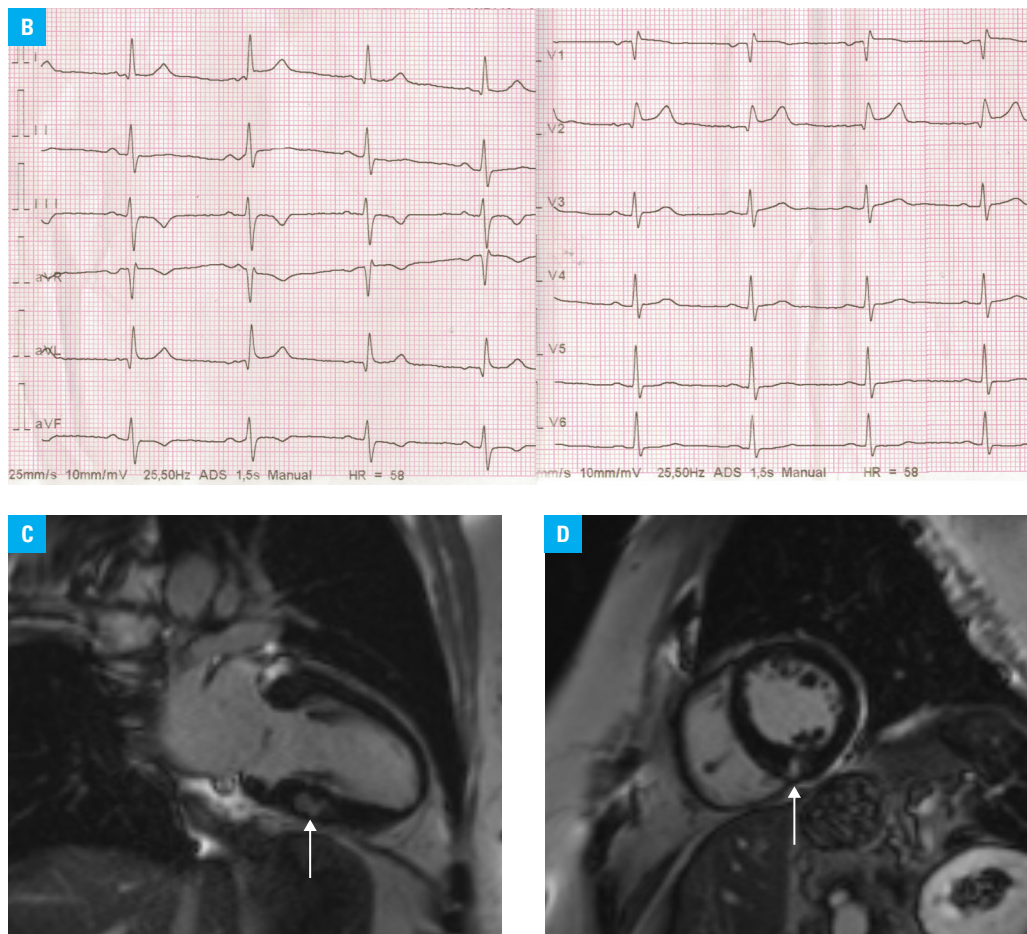 B
I
V1
II
V2
III
V3
aVR
V4
aVL
V5
aVF
V6
25mm/s 10mm/mV 25,50Hz ADS 1,5s Manual HR = 58
mm/s 10mm/mV 25,50Hz ADS 1,5s Manual HR = 58
C
D